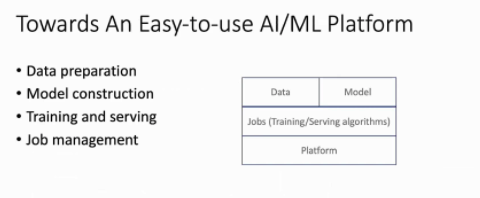 Towards An Easy-to-use AI/ML Platform
• Data preparation
• Model construction
• Training and serving
• Job management
Data Model
Jobs (Training/Serving algorithms)
Platform